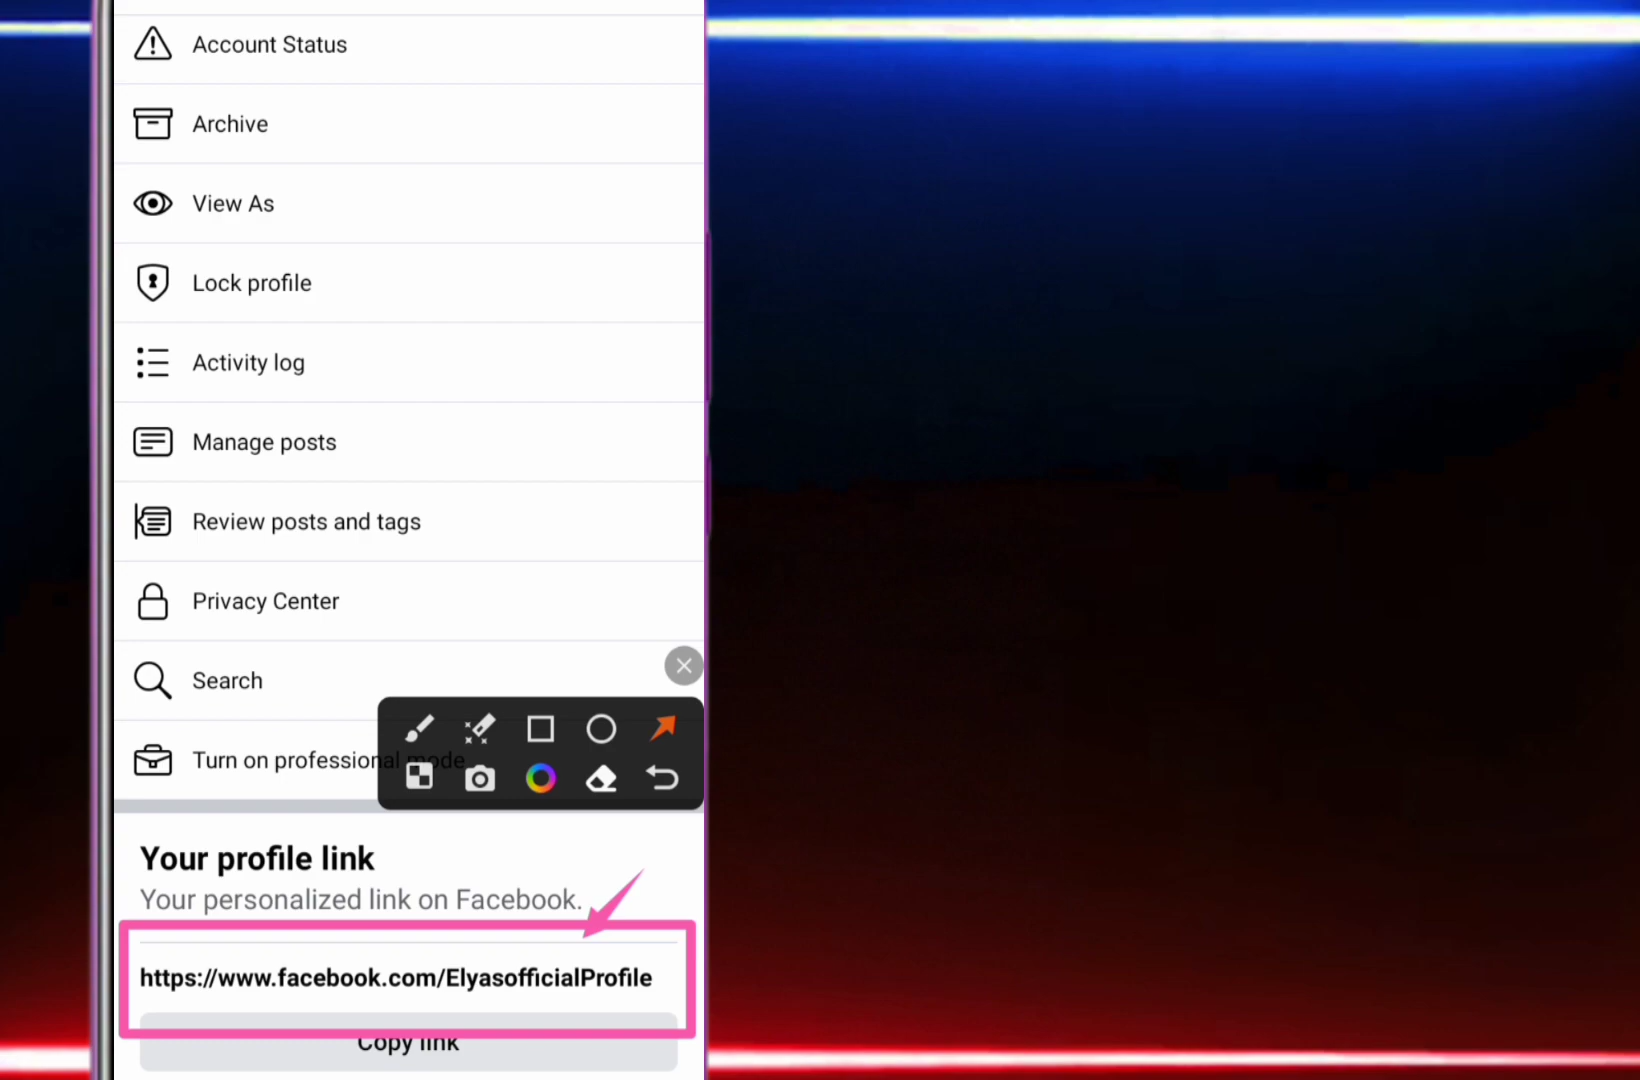 Account Status
Archive
View As
Lock profile
Activity log
Manage posts
Review posts and tags
Privacy Center
Search
Turn on professional mode
Your profile link
Your personalized link on Facebook.
https://www.facebook.com/ElyasofficialProfile
Copy link